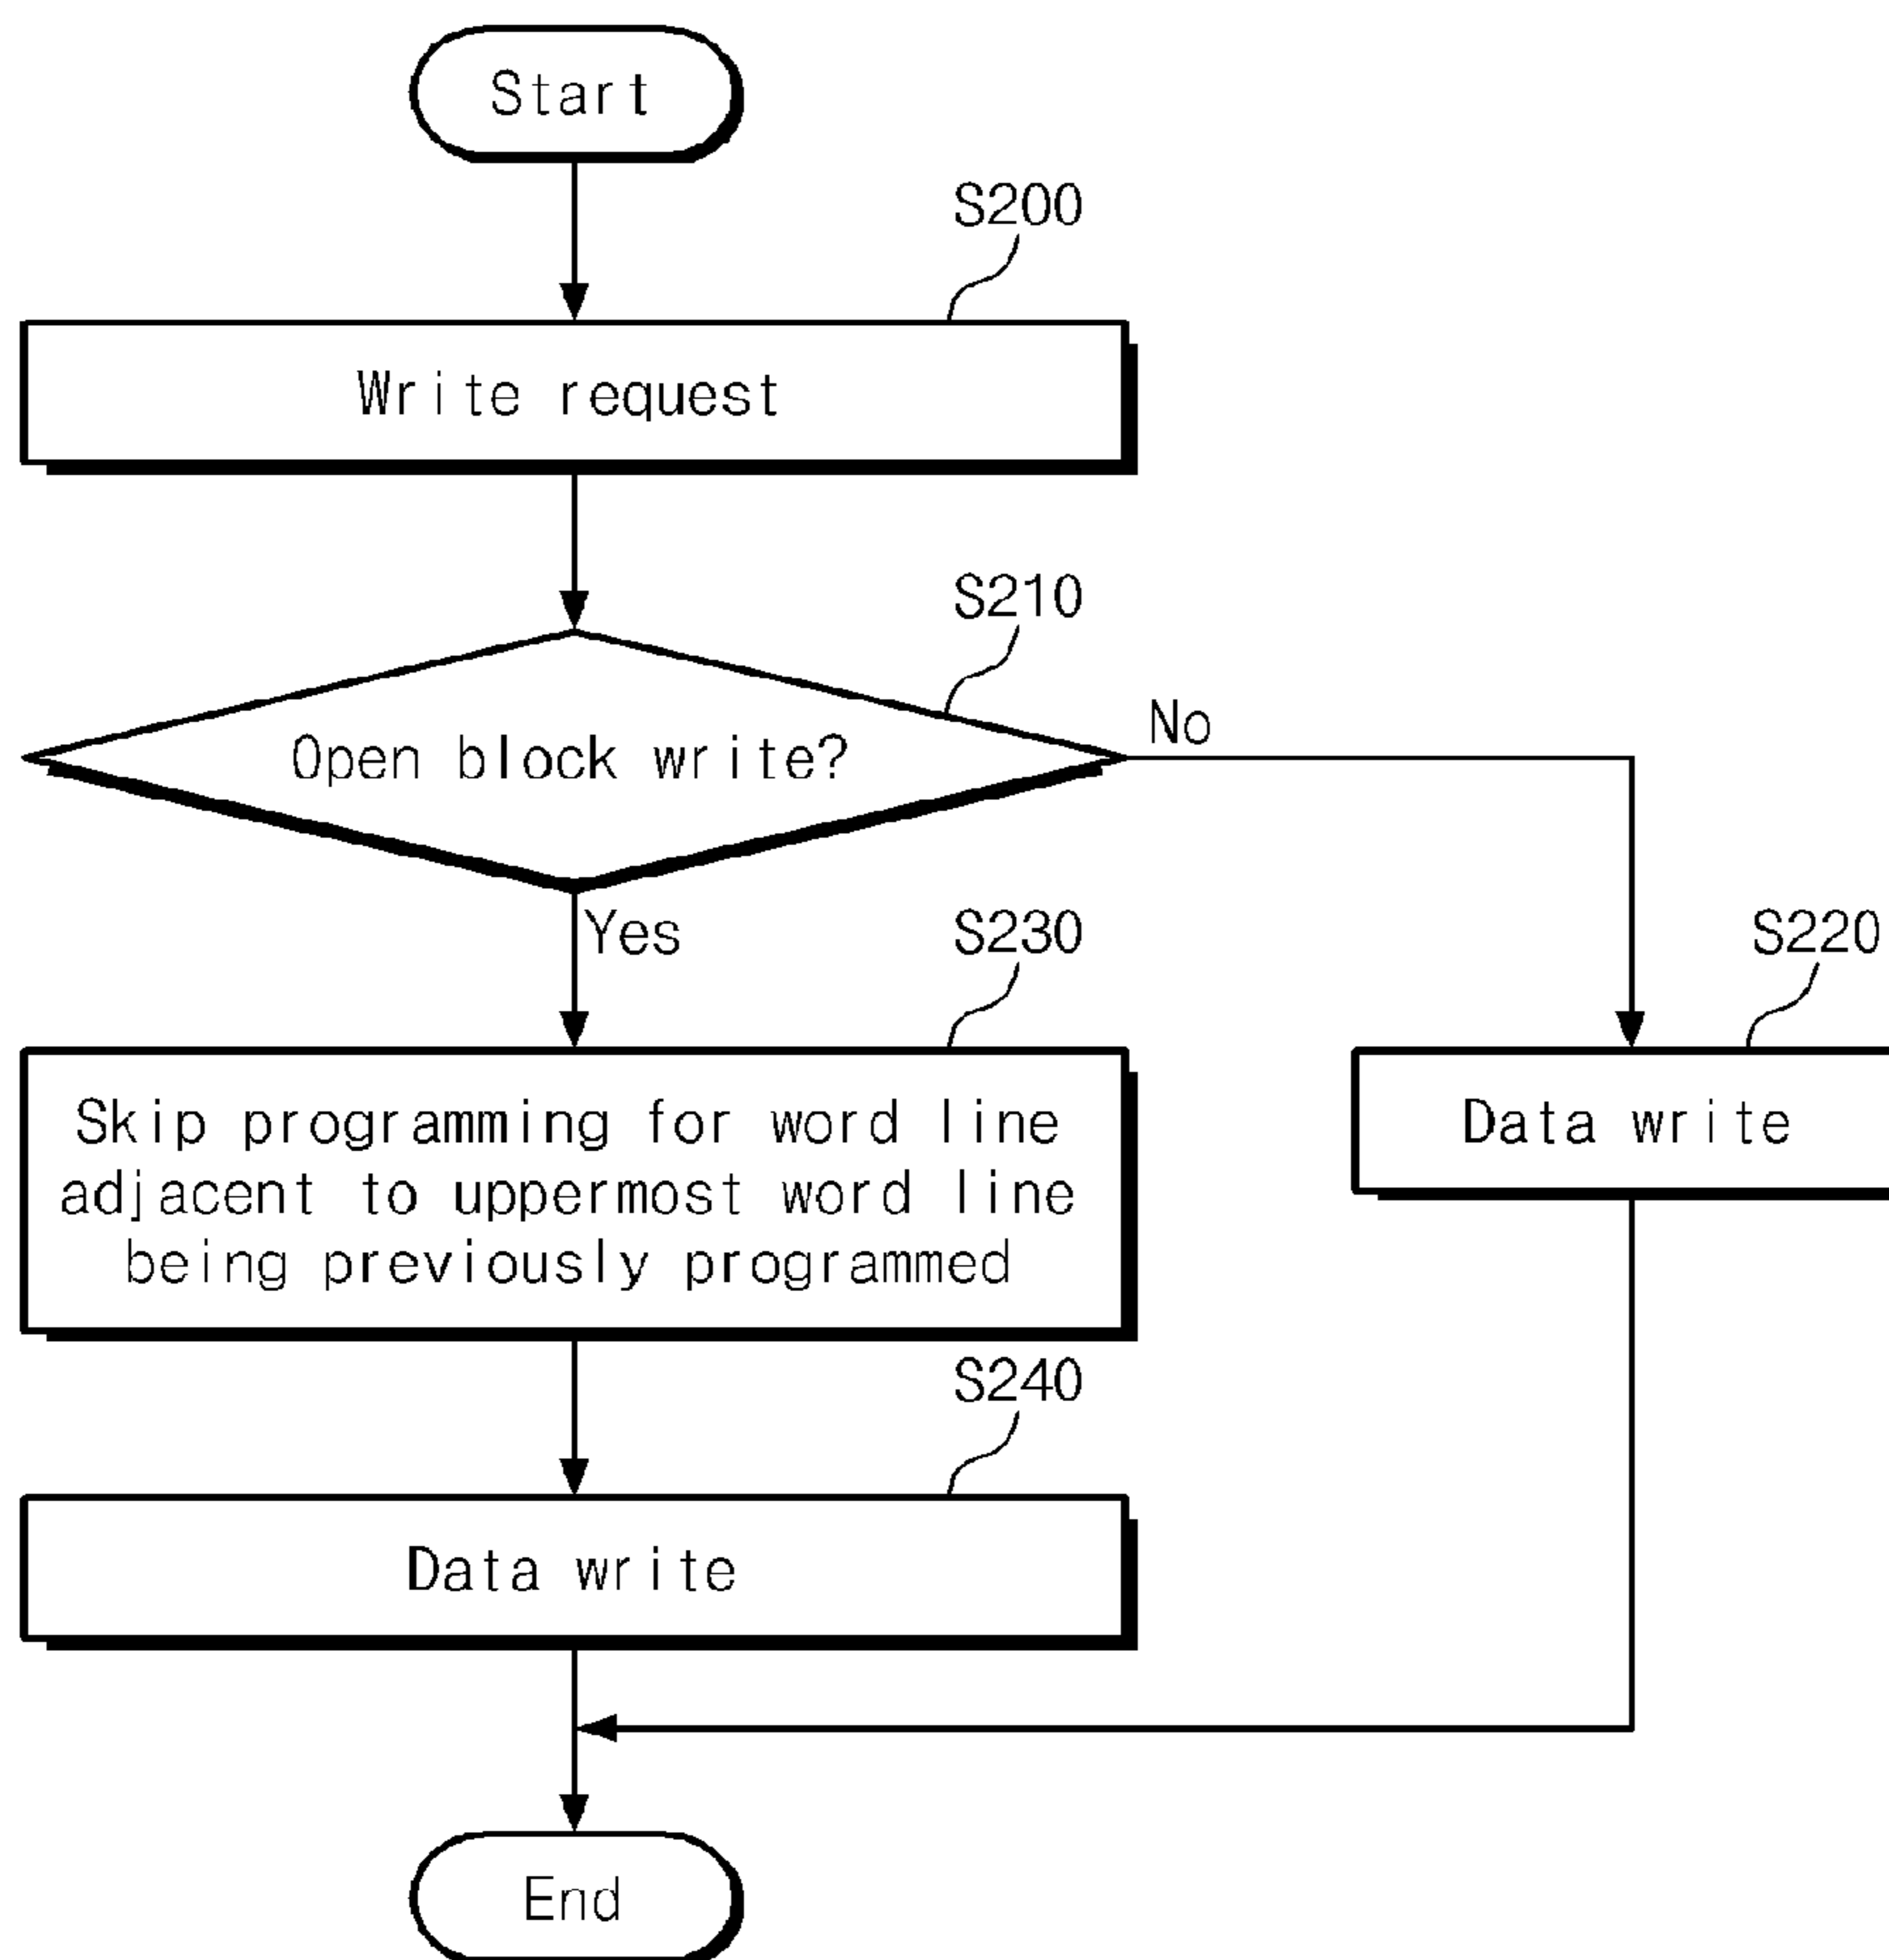 Start
S200
Write request
S210
Open block write?
No
Yes
S230
S220
Skip programming for word line
adjacent to uppermost word line
being previously programmed
Data write
S240
Data write
End